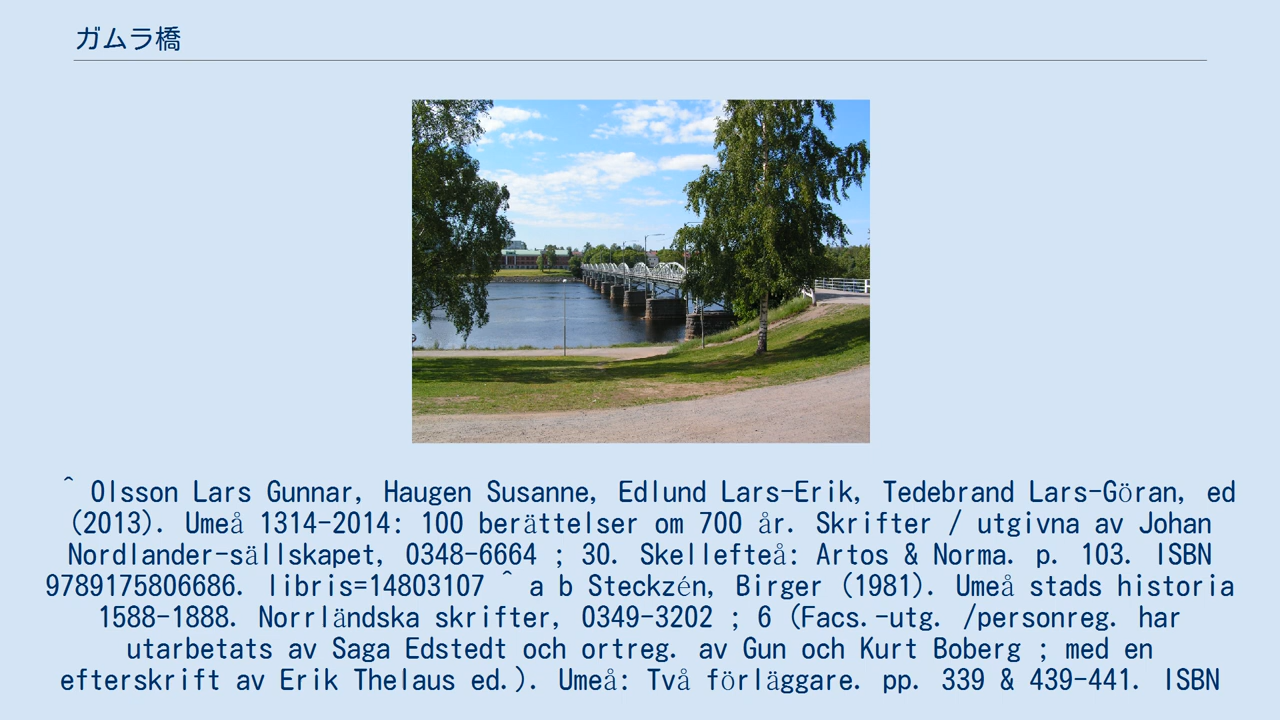 ガムラ橋
^ Olsson Lars Gunnar, Haugen Susanne, Edlund Lars-Erik, Tedebrand Lars-Göran, ed
(2013). Umeå 1314-2014: 100 berättelser om 700 år. Skrifter / utgivna av Johan
Nordlander-sällskapet, 0348-6664 ; 30. Skellefteå: Artos & Norma. p. 103. ISBN
9789175806686. libris=14803107 ^ a b Steckzén, Birger (1981). Umeå stads historia
1588-1888. Norrländska skrifter, 0349-3202 ; 6 (Facs.-utg. /personreg. har
utarbetats av Saga Edstedt och ortreg. av Gun och Kurt Boberg ; med en
efterskrift av Erik Thelaus ed.). Umeå: Två förläggare. pp. 339 & 439-441. ISBN